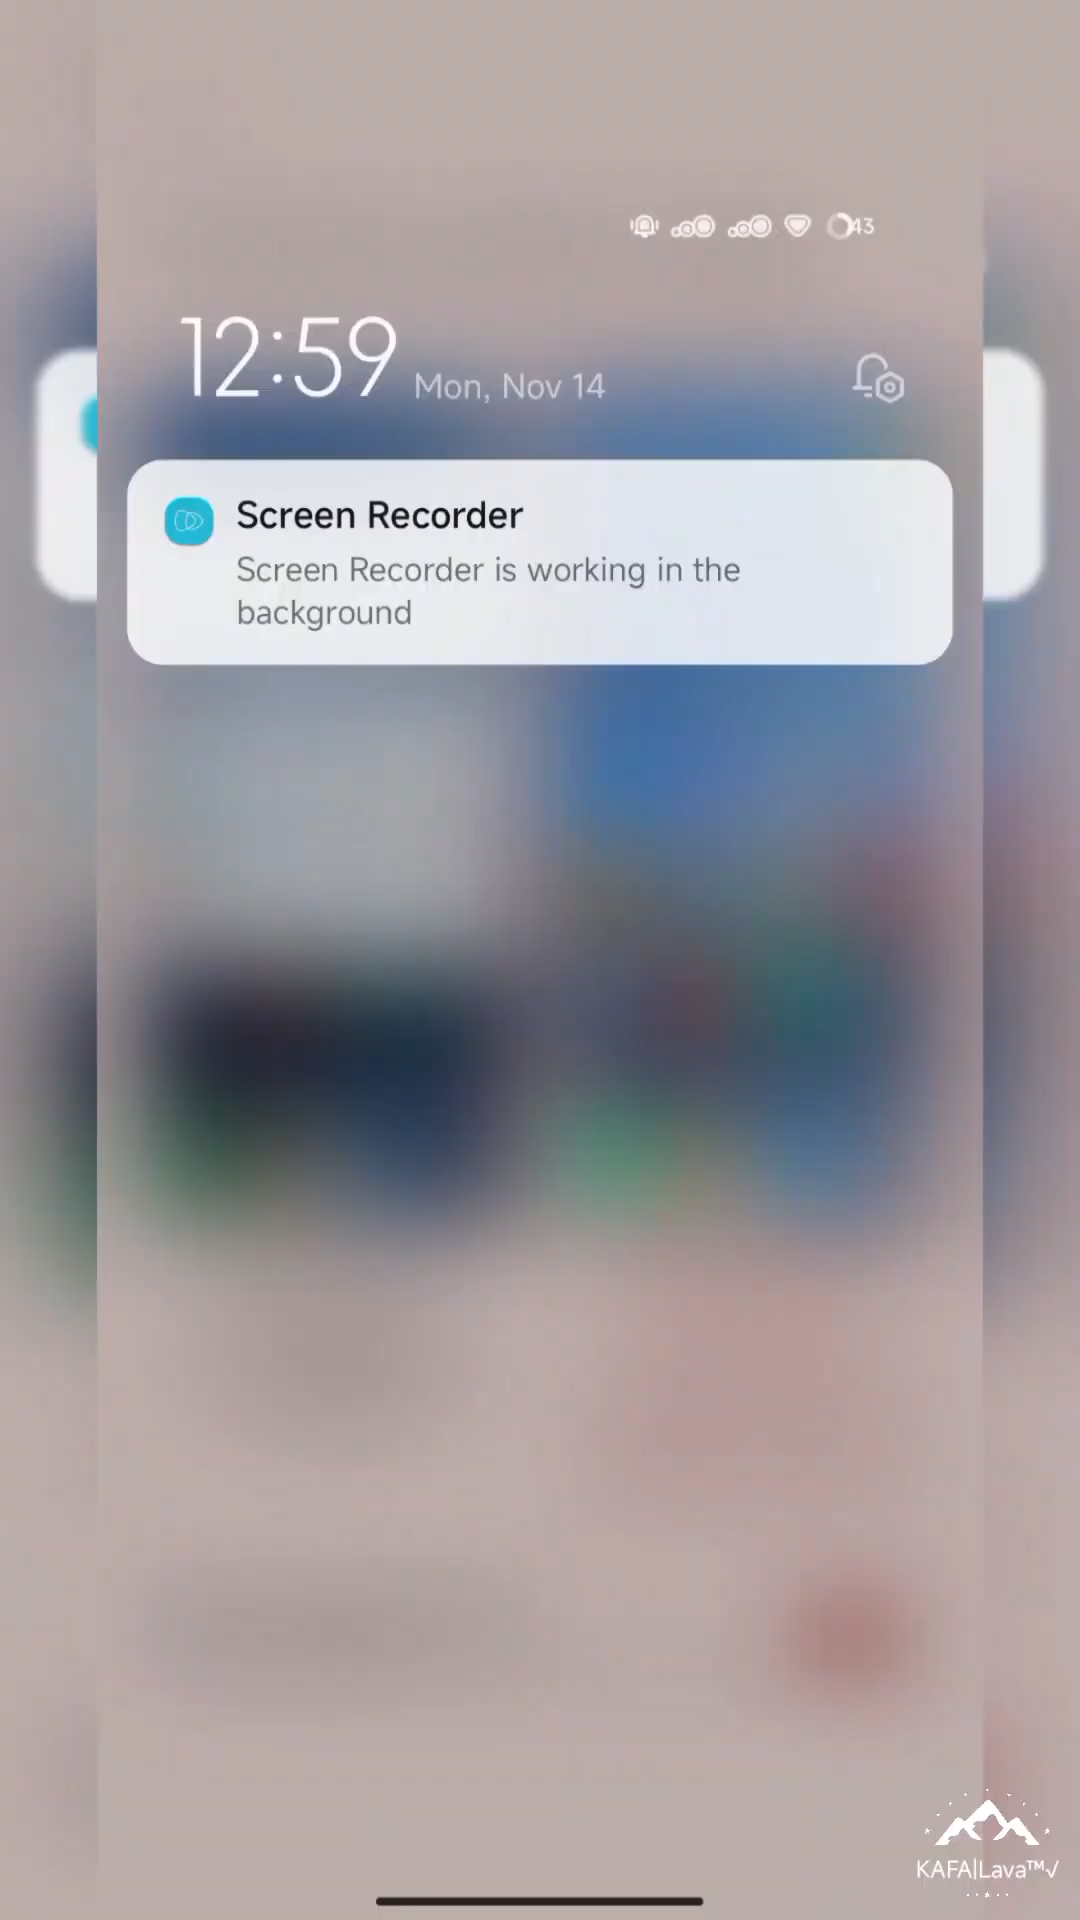 43
12:59 Mon, Nov 14
Screen Recorder
Screen Recorder is working in the
background
KAFA|Lava™√